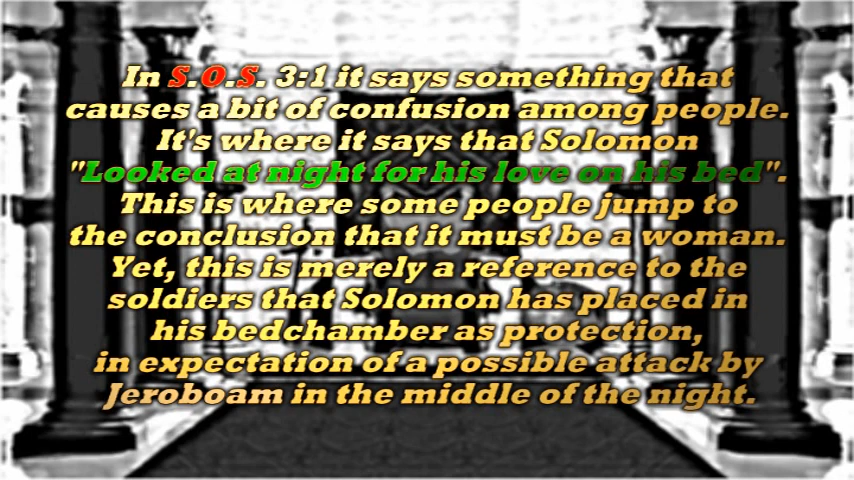 In S.O.S. 3:1 it says something that
causes a bit of confusion among people.
It's where it says that Solomon
"Looked at night for his love on his bed".
This is where some people jump to
the conclusion that it must be a woman.
Yet, this is merely a reference to the
soldiers that Solomon has placed in
his bedchamber as protection,
in expectation of a possible attack by
Jeroboam in the middle of the night.